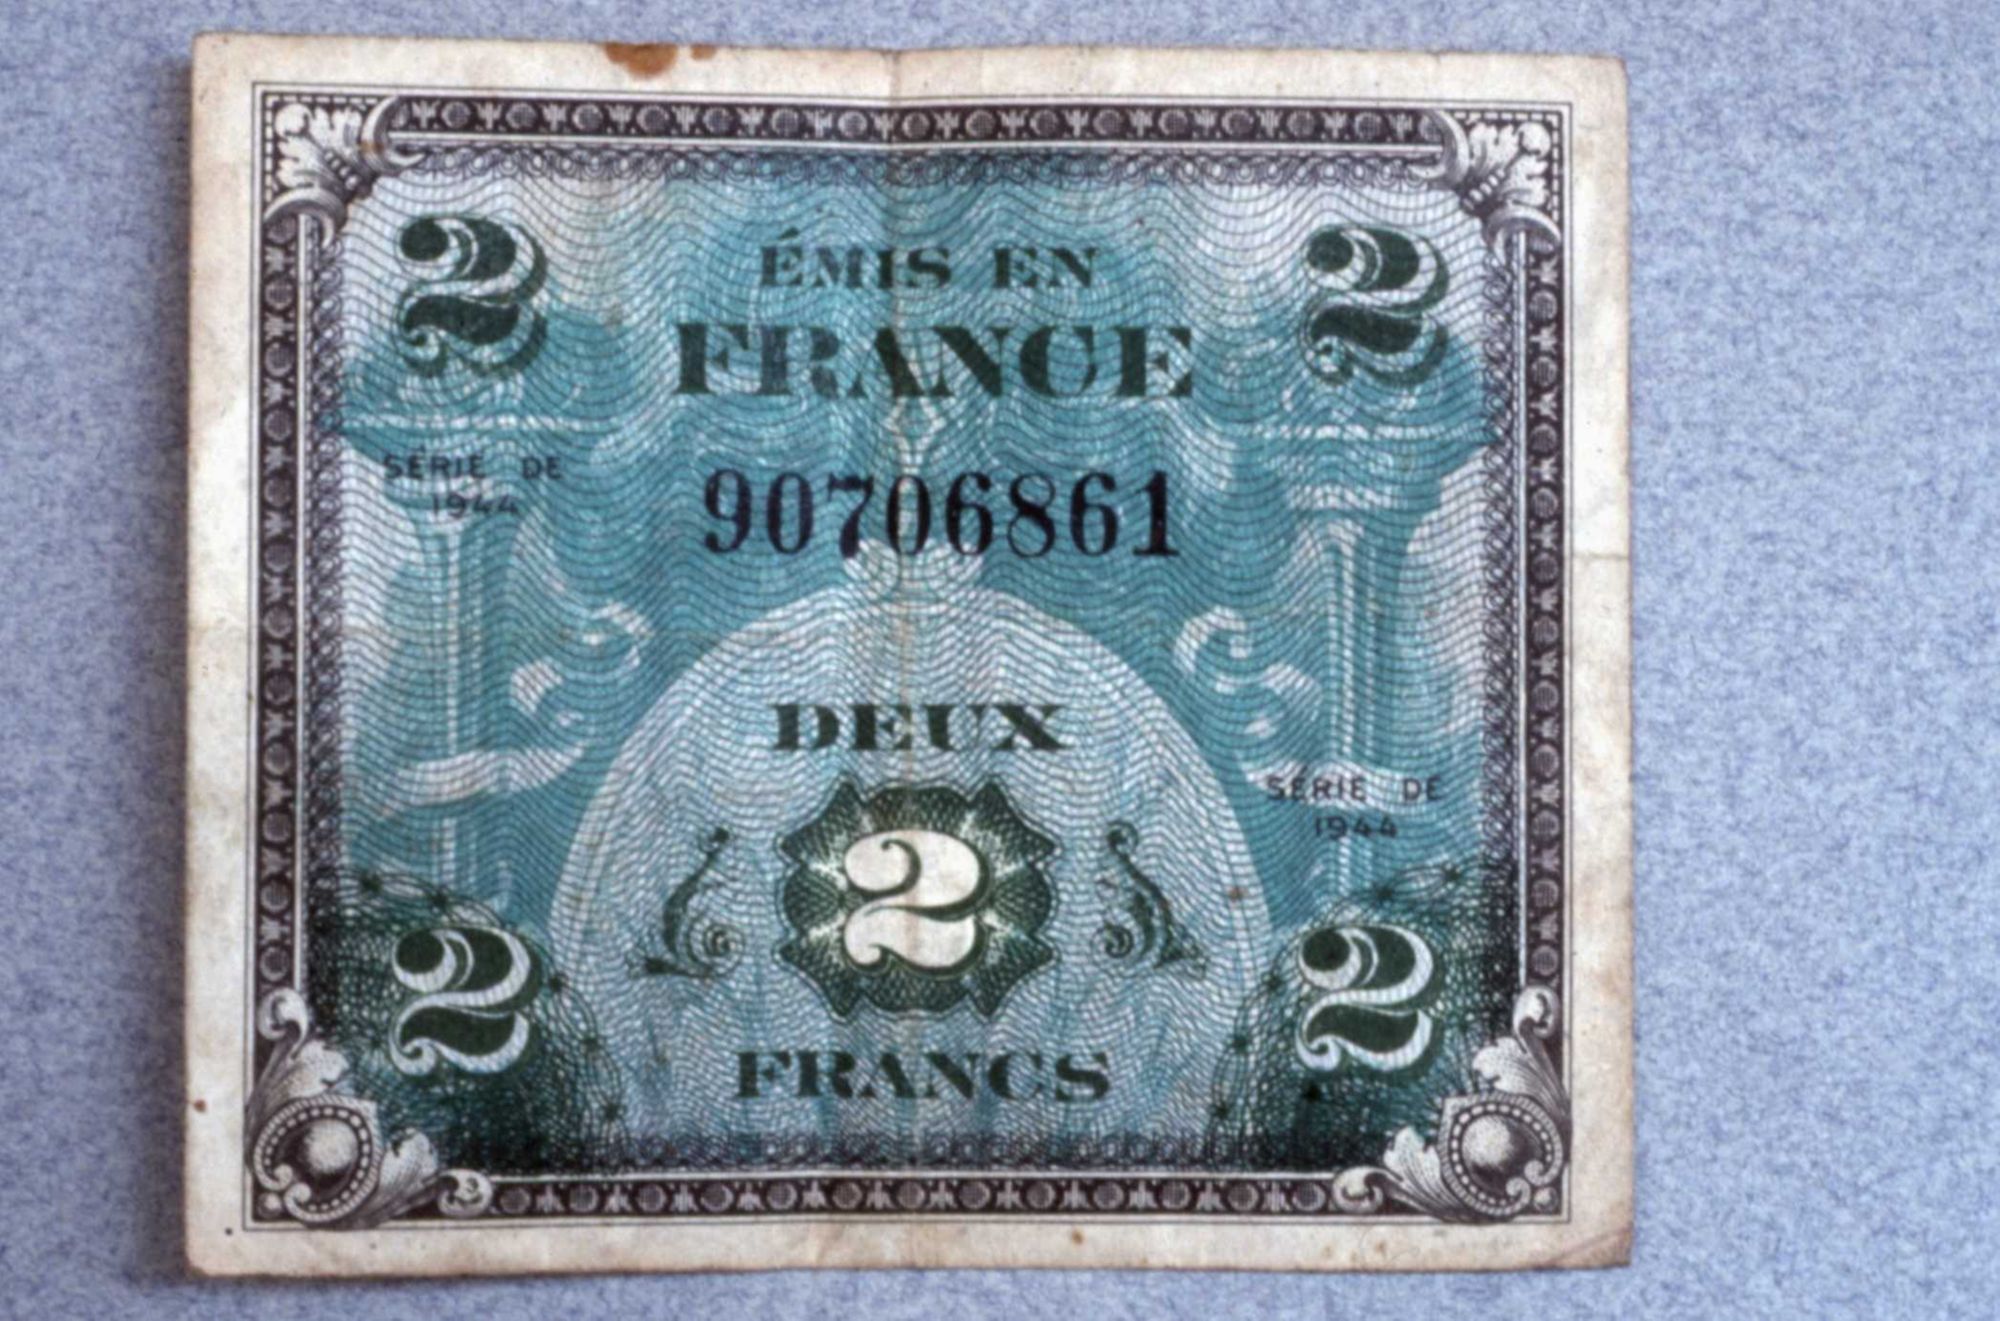 2 2
ÉMIS EN
FRANCE
SÉRIE DE
1944
90706861
DEUX
SÉRIE DE
1944
2
2 2
FRANCS